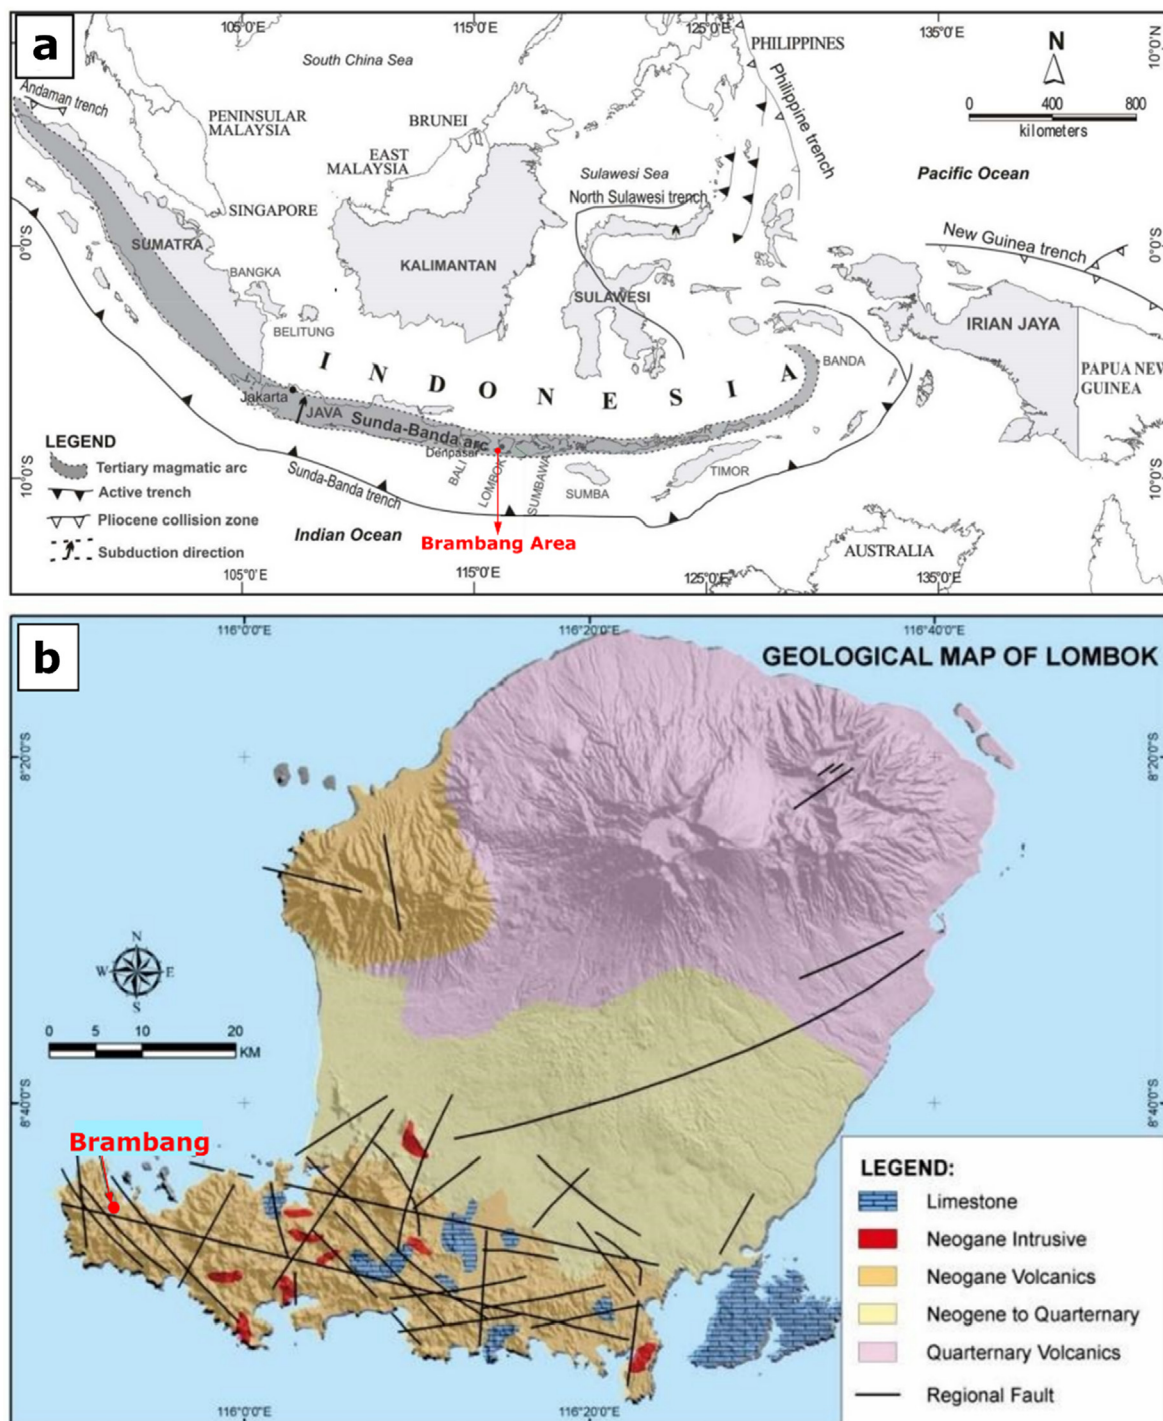 a
105°0'E
115°0'E
125°0'E
135°0'E
10°0'N
South China Sea
PHILIPPINES
N
Andaman trench
PENINSULAR
MALAYSIA
BRUNEI
Philippine trench
0 400 800
kilometers
EAST
MALAYSIA
Sulawesi Sea
Pacific Ocean
North Sulawesi trench
SINGAPORE
New Guinea trench
0°0'S
SUMATRA
0°0'S
BANGKA
KALIMANTAN
SULAWESI
BELITUNG
IRIAN JAYA
INDONESIA
BANDA
PAPUA NEW
GUINEA
Jakarta
JAVA
Sunda-Banda arc
LEGEND
Denpasar
Tertiary magmatic arc
Sunda-Banda trench
BALI
LOMBOK
SUMBAWA
SUMBA
TIMOR
10°0'S
10°0'S
Active trench
Pliocene collision zone
Indian Ocean
Brambang Area
AUSTRALIA
Subduction direction
105°0'E
115°0'E
125°0'E
135°0'E
b
116°0'0"E
116°20'0"E
116°40'0"E
GEOLOGICAL MAP OF LOMBOK
8°20'0"S
8°20'0"S
N
W E
S
0 5 10 20
KM
8°40'0"S
8°40'0"S
Brambang
LEGEND:
Limestone
Neogane Intrusive
Neogane Volcanics
Neogene to Quarternary
Quarternary Volcanics
Regional Fault
116°0'0"E
116°20'0"E